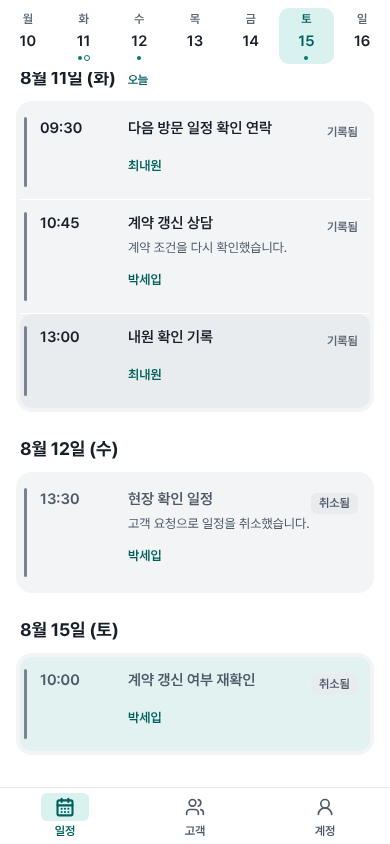 월 화 수 목 금 토 일
10 11 12 13 14 15 16
8월 11일 (화) 오늘
09:30 다음 방문 일정 확인 연락 기록됨
최내원
10:45 계약 갱신 상담 기록됨
계약 조건을 다시 확인했습니다.
박세입
13:00 내원 확인 기록 기록됨
최내원
8월 12일 (수)
13:30 현장 확인 일정 취소됨
고객 요청으로 일정을 취소했습니다.
박세입
8월 15일 (토)
10:00 계약 갱신 여부 재확인 취소됨
박세입
일정 고객 계정